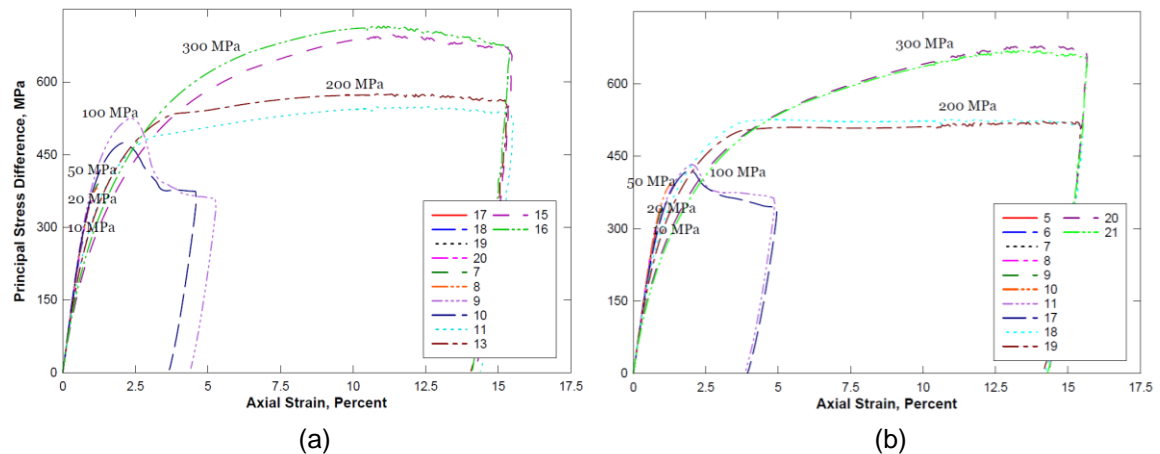 Principal Stress Difference, MPa
600
450
300
150
0
300 MPa
200 MPa
100 MPa
50 MPa
20 MPa
10 MPa
17 15
18 16
19
20
7
8
9
10
11
13
0 2.5 5 7.5 10 12.5 15 17.5
Axial Strain, Percent
(a)
600
450
300
150
0
300 MPa
200 MPa
100 MPa
50 MPa
20 MPa
10 MPa
5 20
6 21
7
8
9
10
11
17
18
19
0 2.5 5 7.5 10 12.5 15 17.5
Axial Strain, Percent
(b)